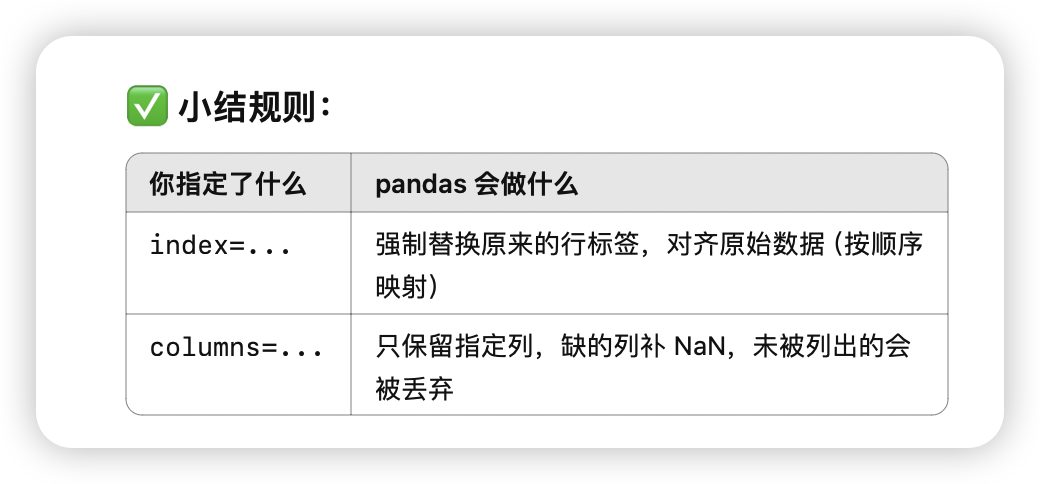 ✅ 小结规则：
你指定了什么
pandas 会做什么
index=...
强制替换原来的行标签，对齐原始数据（按顺序
映射）
columns=...
只保留指定列，缺的列补 NaN，未被列出的会
被丢弃